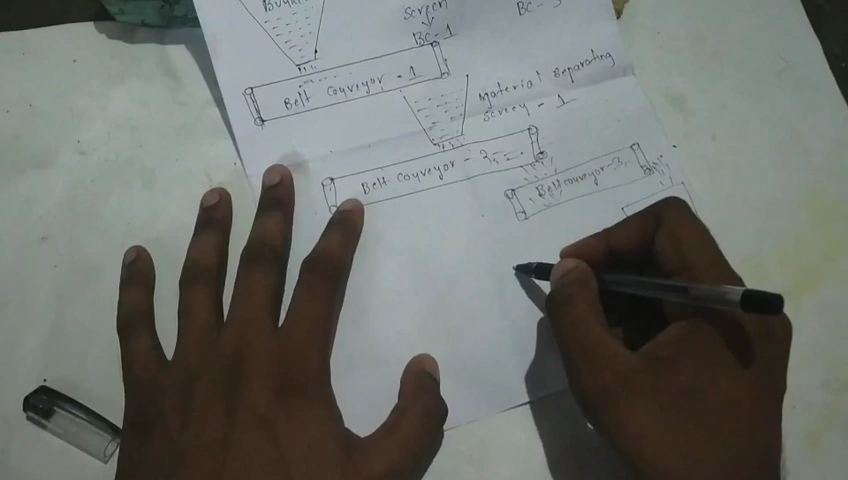 Screen
BC-1
BC-3
Belt Conveyor - 1
Material Separating
Screen - 1
Belt Conveyor - 2
Belt Conveyor-3